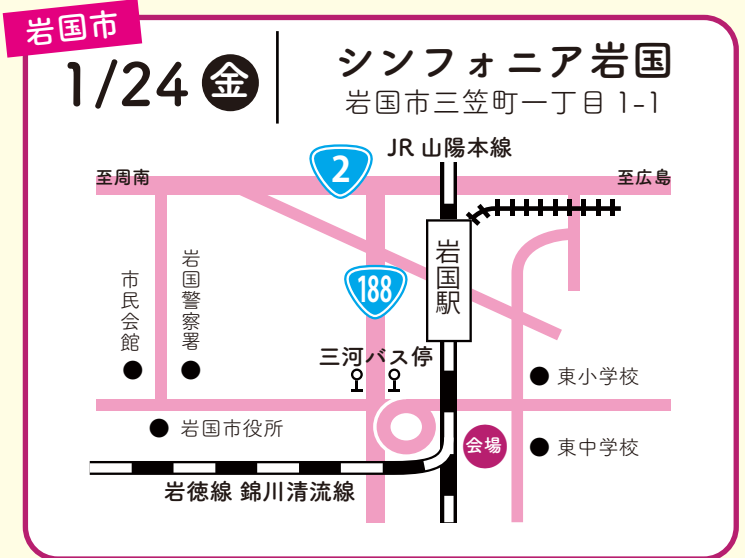 岩国市
1/24 金
シンフォニア岩国
岩国市三笠町一丁目 1-1
JR 山陽本線
2
至周南
至広島
岩国駅
188
市民会館
岩国警察署
三河バス停
東小学校
岩国市役所
会場
東中学校
岩徳線 錦川清流線